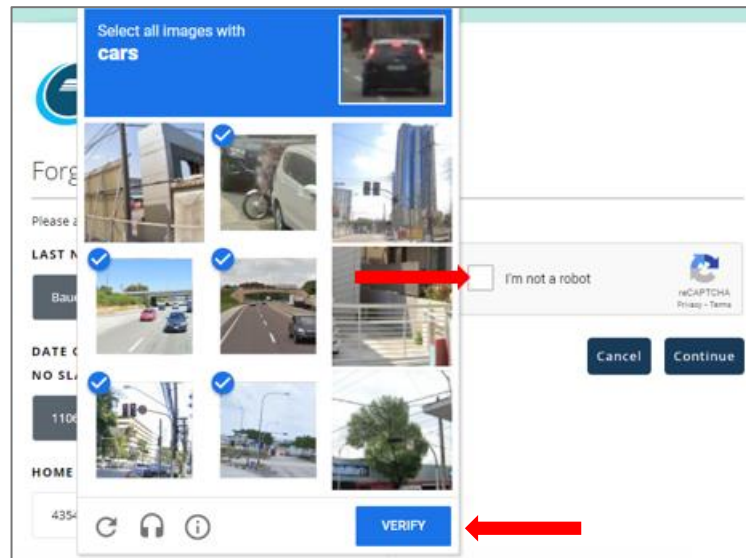 Select all images with
cars
Forg
Please a
LAST N
Baue
DATE O
NO SLA
1106
HOME
4354
VERIFY
I'm not a robot
reCAPTCHA
Privacy - Terms
Cancel
Continue